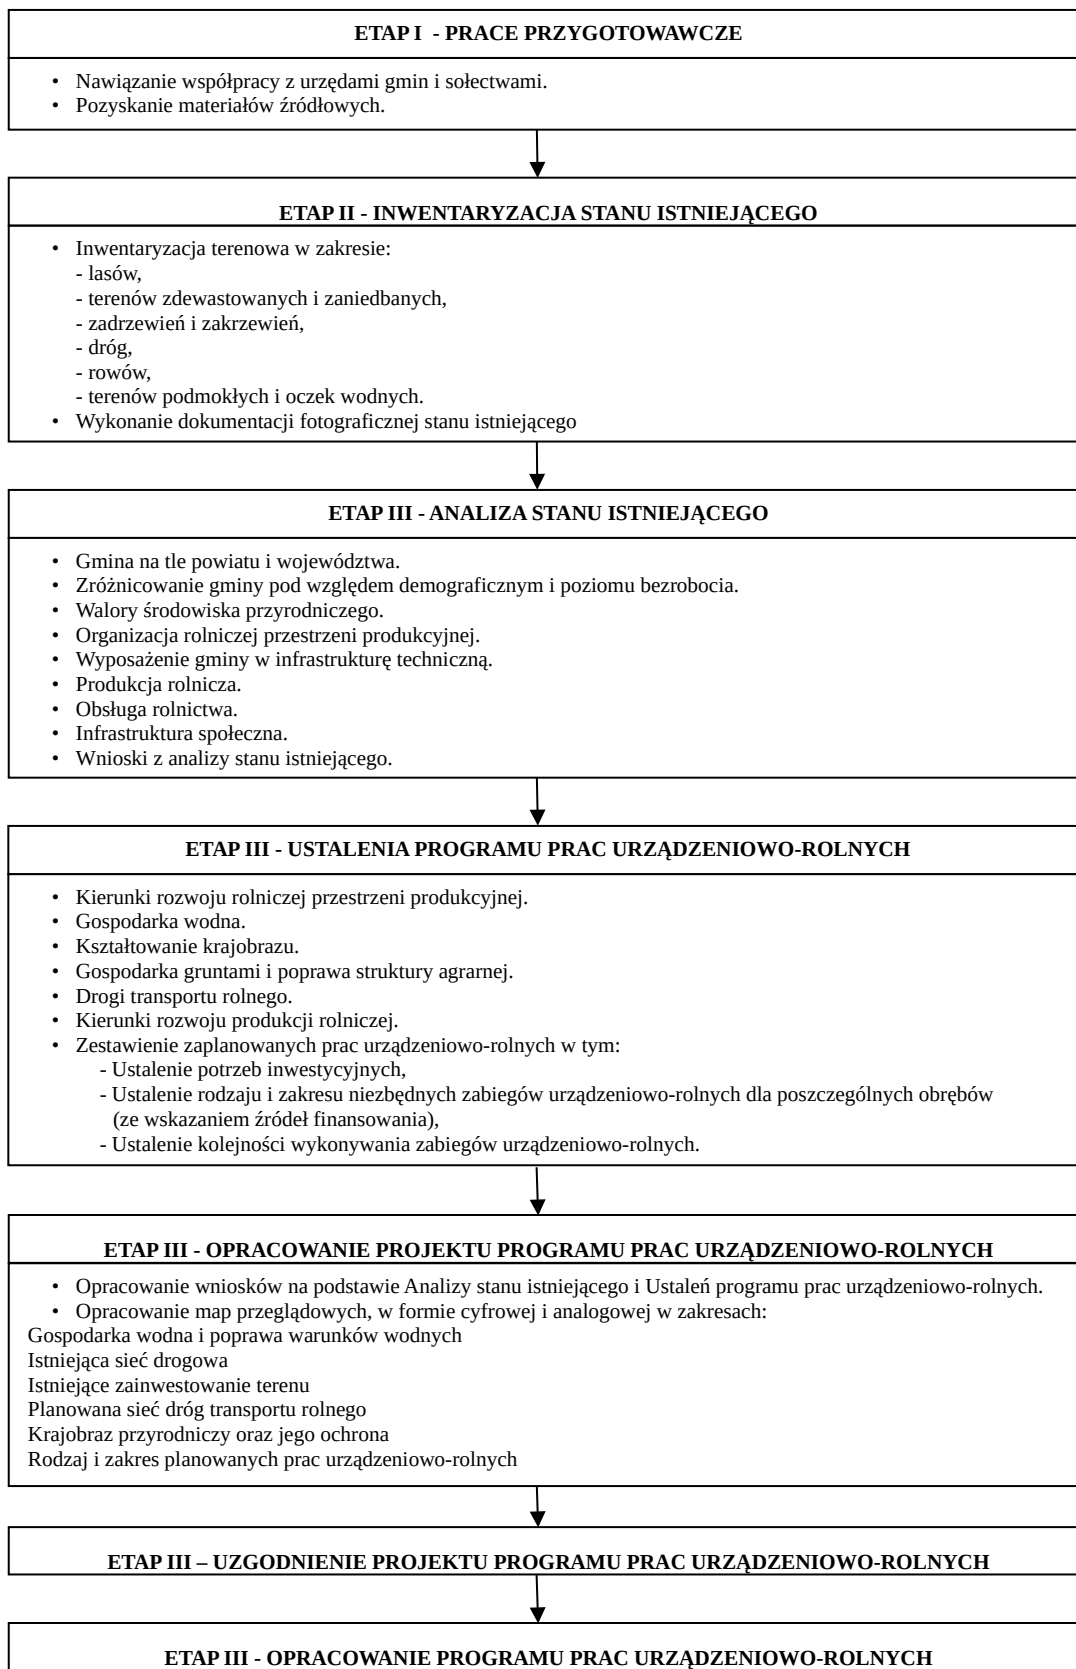 ETAP I - PRACE PRZYGOTOWAWCZE
• Nawiązanie współpracy z urzędami gmin i sołectwami.
• Pozyskanie materiałów źródłowych.
ETAP II - INWENTARYZACJA STANU ISTNIEJĄCEGO
• Inwentaryzacja terenowa w zakresie:
- lasów,
- terenów zdewastowanych i zaniedbanych,
- zadrzewień i zakrzewień,
- dróg,
- rowów,
- terenów podmokłych i oczek wodnych.
• Wykonanie dokumentacji fotograficznej stanu istniejącego
ETAP III - ANALIZA STANU ISTNIEJĄCEGO
• Gmina na tle powiatu i województwa.
• Zróżnicowanie gminy pod względem demograficznym i poziomu bezrobocia.
• Walory środowiska przyrodniczego.
• Organizacja rolniczej przestrzeni produkcyjnej.
• Wyposażenie gminy w infrastrukturę techniczną.
• Produkcja rolnicza.
• Obsługa rolnictwa.
• Infrastruktura społeczna.
• Wnioski z analizy stanu istniejącego.
ETAP III - USTALENIA PROGRAMU PRAC URZĄDZENIOWO-ROLNYCH
• Kierunki rozwoju rolniczej przestrzeni produkcyjnej.
• Gospodarka wodna.
• Kształtowanie krajobrazu.
• Gospodarka gruntami i poprawa struktury agrarnej.
• Drogi transportu rolnego.
• Kierunki rozwoju produkcji rolniczej.
• Zestawienie zaplanowanych prac urządzeniowo-rolnych w tym:
- Ustalenie potrzeb inwestycyjnych,
- Ustalenie rodzaju i zakresu niezbędnych zabiegów urządzeniowo-rolnych dla poszczególnych obrębów
(ze wskazaniem źródeł finansowania),
- Ustalenie kolejności wykonywania zabiegów urządzeniowo-rolnych.
ETAP III - OPRACOWANIE PROJEKTU PROGRAMU PRAC URZĄDZENIOWO-ROLNYCH
• Opracowanie wniosków na podstawie Analizy stanu istniejącego i Ustaleń programu prac urządzeniowo-rolnych.
• Opracowanie map przeglądowych, w formie cyfrowej i analogowej w zakresach:
Gospodarka wodna i poprawa warunków wodnych
Istniejąca sieć drogowa
Istniejące zainwestowanie terenu
Planowana sieć dróg transportu rolnego
Krajobraz przyrodniczy oraz jego ochrona
Rodzaj i zakres planowanych prac urządzeniowo-rolnych
ETAP III – UZGODNIENIE PROJEKTU PROGRAMU PRAC URZĄDZENIOWO-ROLNYCH
ETAP III - OPRACOWANIE PROGRAMU PRAC URZĄDZENIOWO-ROLNYCH